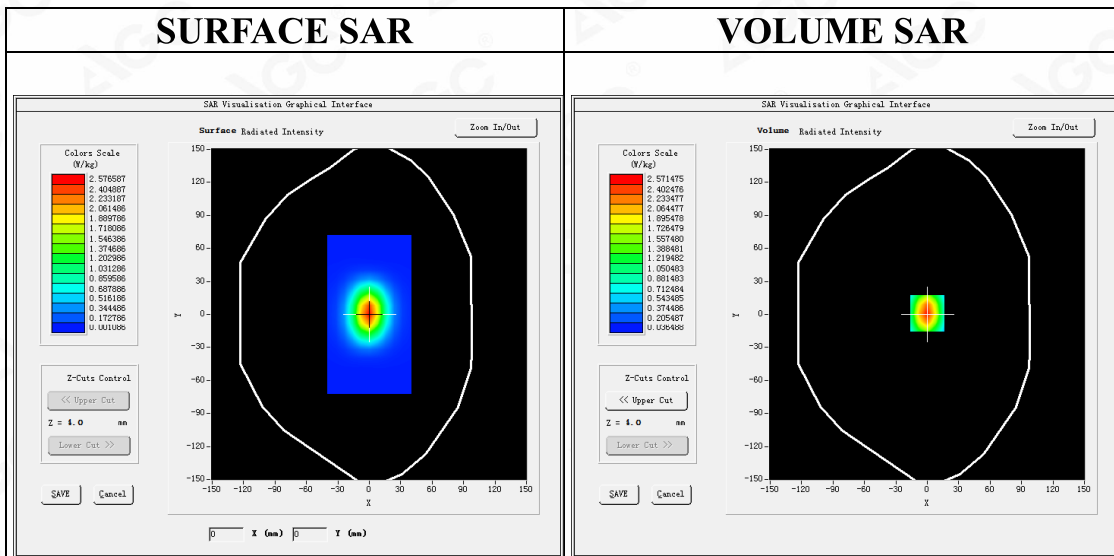 SURFACE SAR
VOLUME SAR
SAR Visualisation Graphical Interface
Surface Radiated Intensity
Zoom In/Out
Colors Scale
(W/kg)
2.576587
2.404887
2.233187
2.061486
1.889786
1.718086
1.546386
1.374686
1.202986
1.031286
0.859586
0.687886
0.516186
0.344486
0.172786
0.001086
150
120
90
60
30
0
-30
-60
-90
-120
-150
Y
-150 -120 -90 -60 -30 0 30 60 90 120 150
X
Z-Cuts Control
<< Upper Cut
Z = 4.0 mm
Lower Cut >>
SAVE Cancel
0 X (mm) 0 Y (mm)
SAR Visualisation Graphical Interface
Volume Radiated Intensity
Zoom In/Out
Colors Scale
(W/kg)
2.571475
2.402476
2.233477
2.064477
1.895478
1.726479
1.557480
1.388481
1.219482
1.050483
0.881483
0.712484
0.543485
0.374486
0.205487
0.036488
150
120
90
60
30
0
-30
-60
-90
-120
-150
Y
-150 -120 -90 -60 -30 0 30 60 90 120 150
X
Z-Cuts Control
<< Upper Cut
Z = 4.0 mm
Lower Cut >>
SAVE Cancel